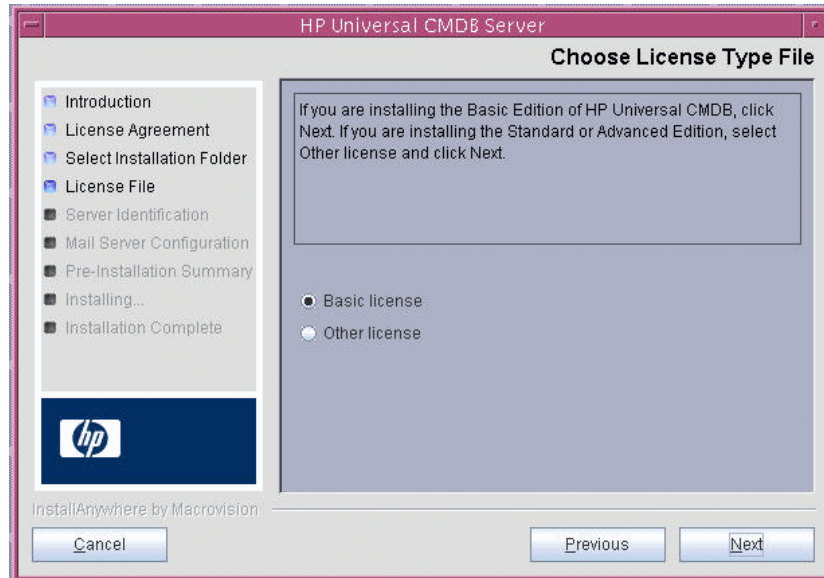 HP Universal CMDB Server
Choose License Type File
Introduction
License Agreement
Select Installation Folder
License File
Server Identification
Mail Server Configuration
Pre-Installation Summary
Installing...
Installation Complete
If you are installing the Basic Edition of HP Universal CMDB, click
Next. If you are installing the Standard or Advanced Edition, select
Other license and click Next.
Basic license
Other license
hp
InstallAnywhere by Macrovision
Cancel
Previous
Next